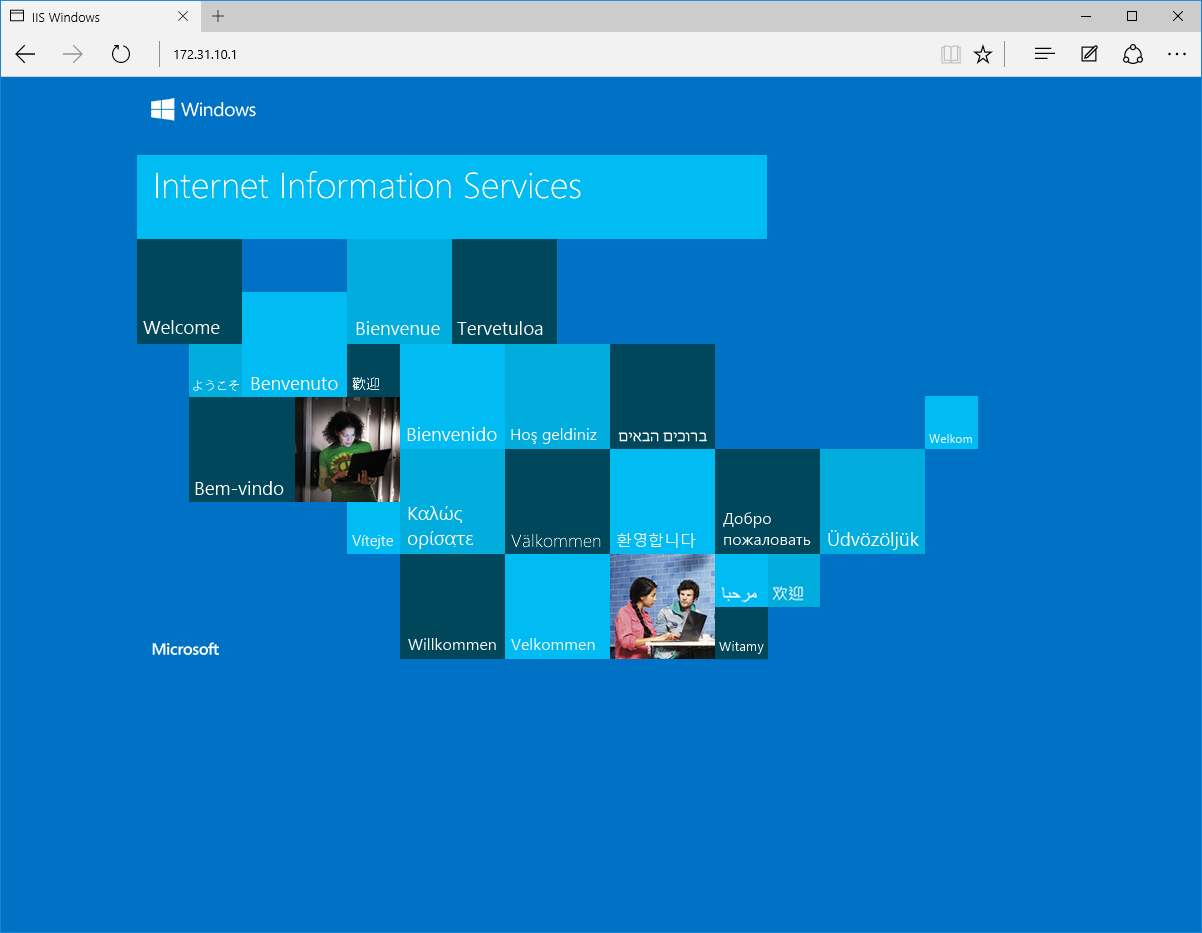 IIS Windows
172.31.10.1
Windows
Internet Information Services
Welcome
Bienvenue
Tervetuloa
ようこそ
Benvenuto
歡迎
Bienvenido
Hoş geldiniz
ברוכים הבאים
Welkom
Bem-vindo
Vítejte
Καλώς
ορίσατε
Välkommen
환영합니다
Добро
пожаловать
Üdvözöljük
Microsoft
Willkommen
Velkommen
مرحبا
欢迎
Witamy